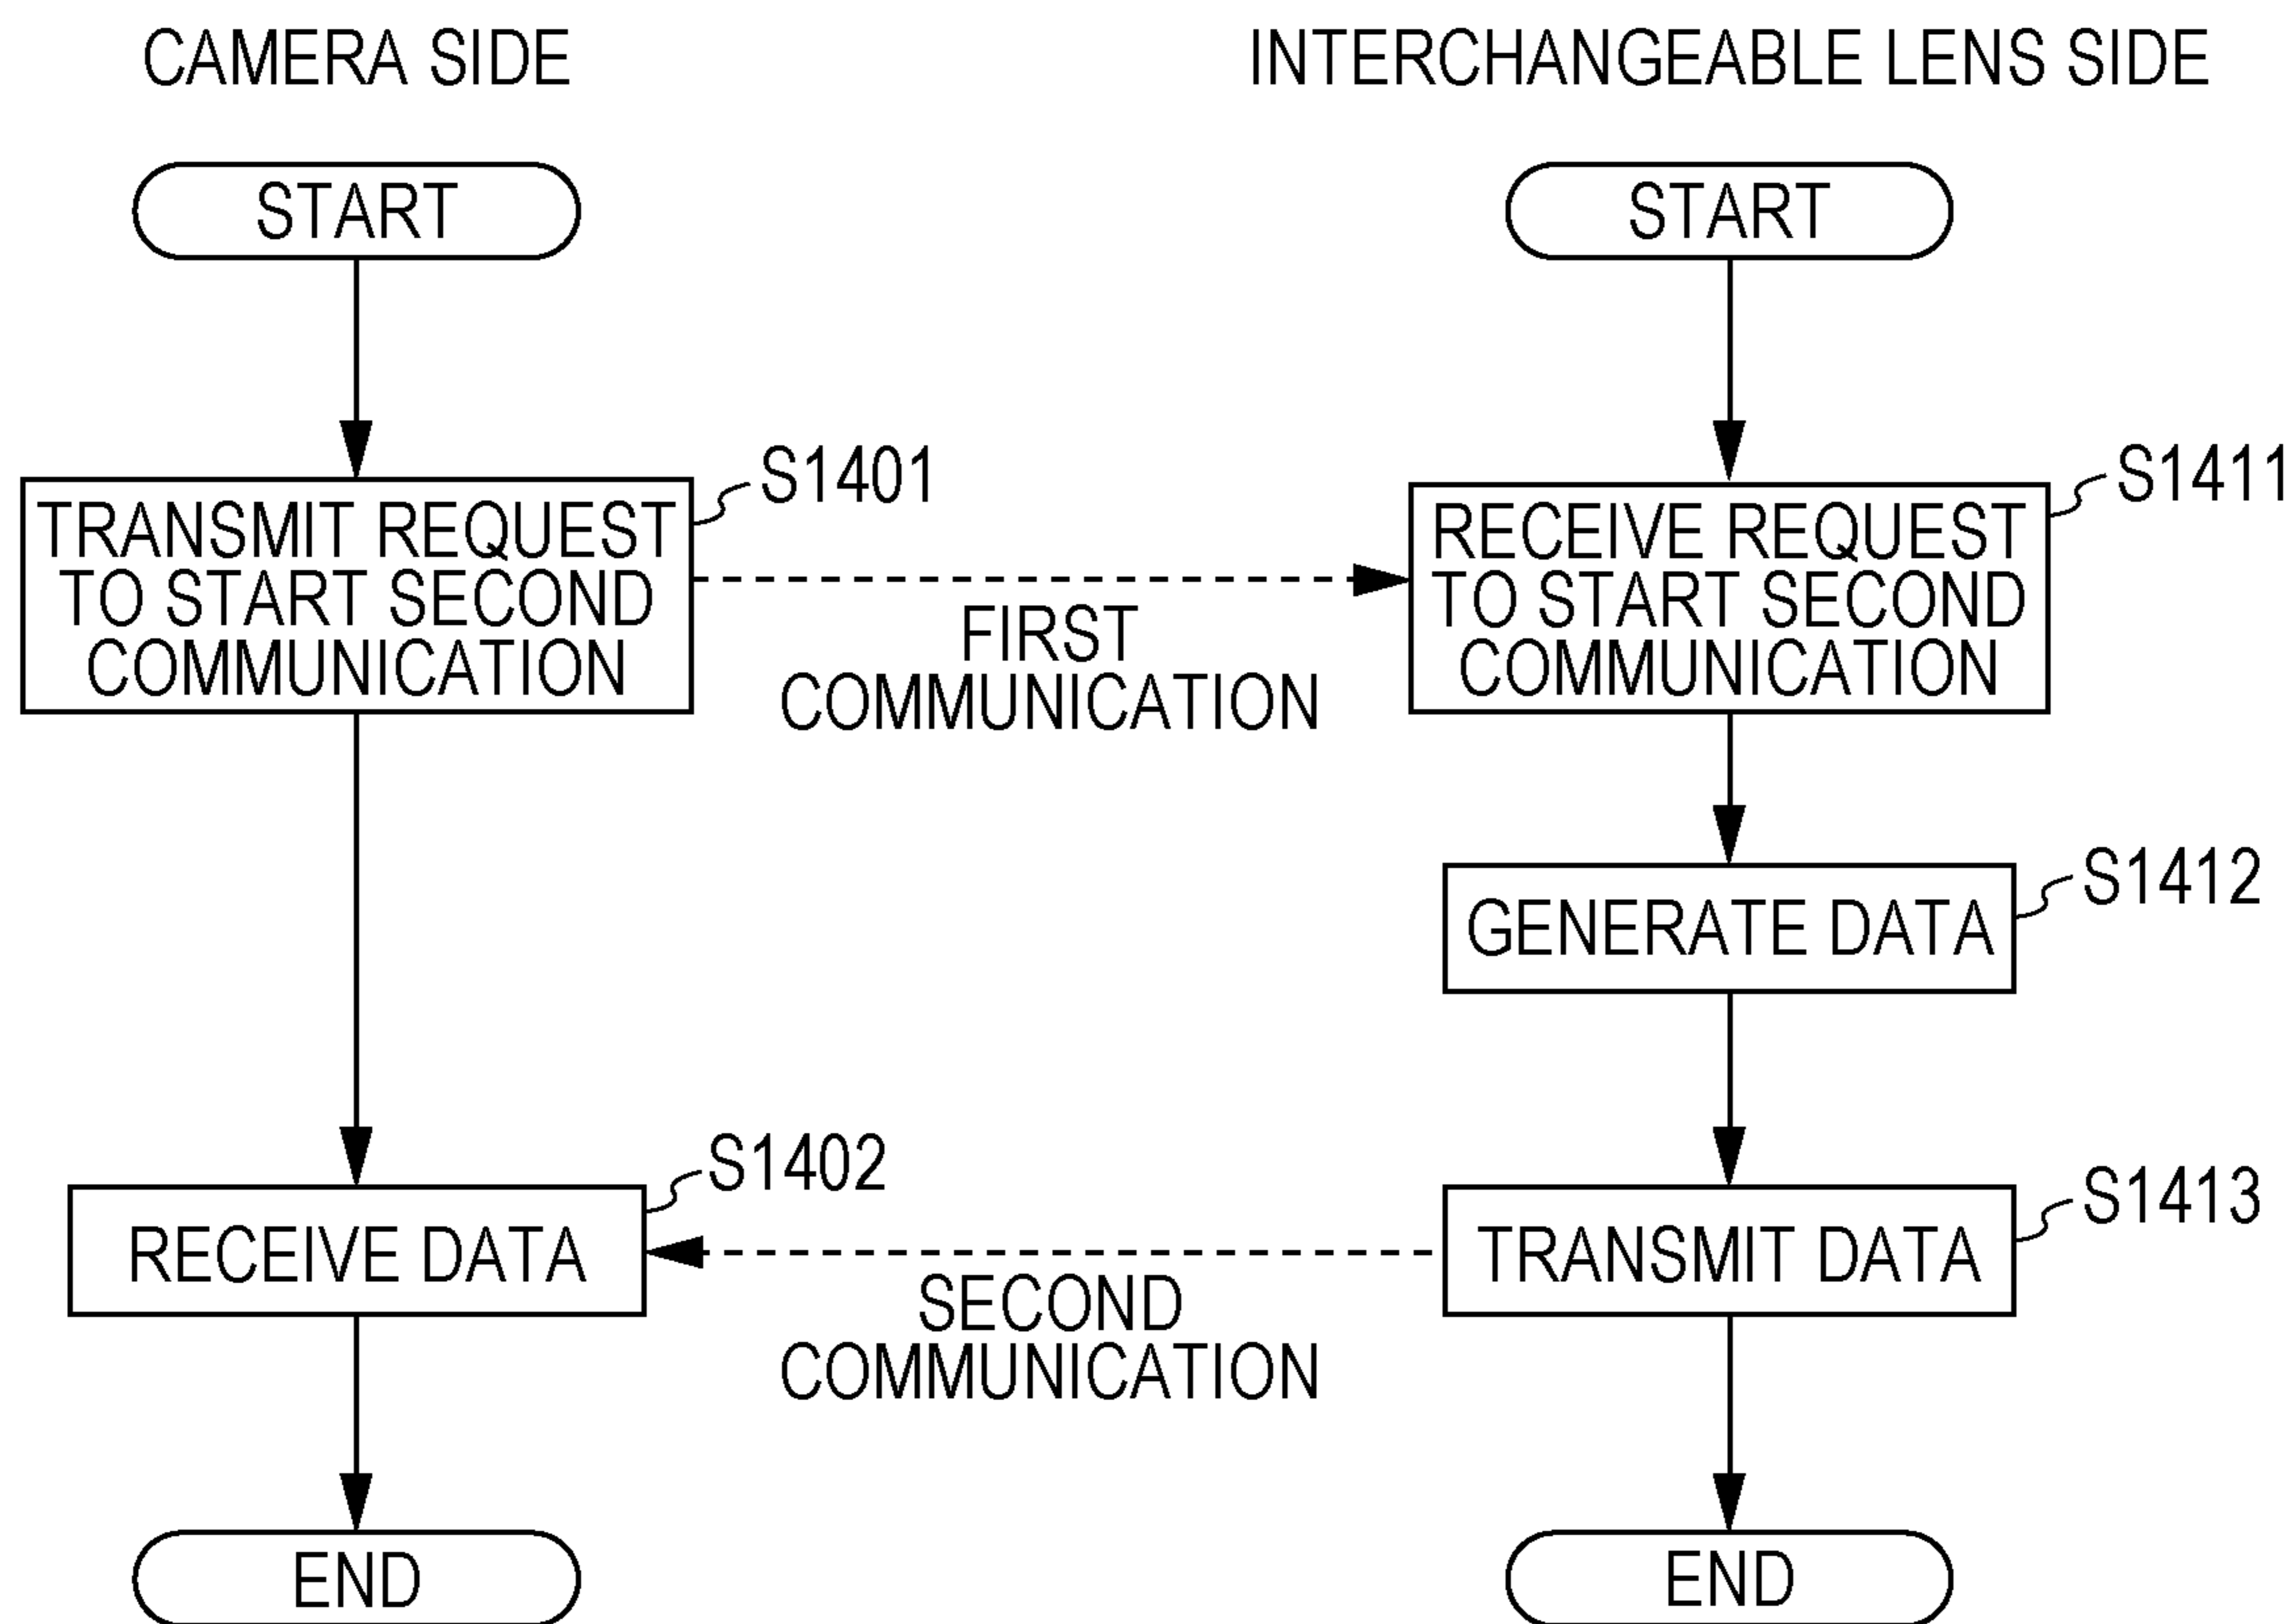 CAMERA SIDE
INTERCHANGEABLE LENS SIDE
START
START
S1401
S1411
TRANSMIT REQUEST
TO START SECOND
COMMUNICATION
FIRST
COMMUNICATION
RECEIVE REQUEST
TO START SECOND
COMMUNICATION
S1412
GENERATE DATA
S1402
S1413
RECEIVE DATA
SECOND
COMMUNICATION
TRANSMIT DATA
END
END